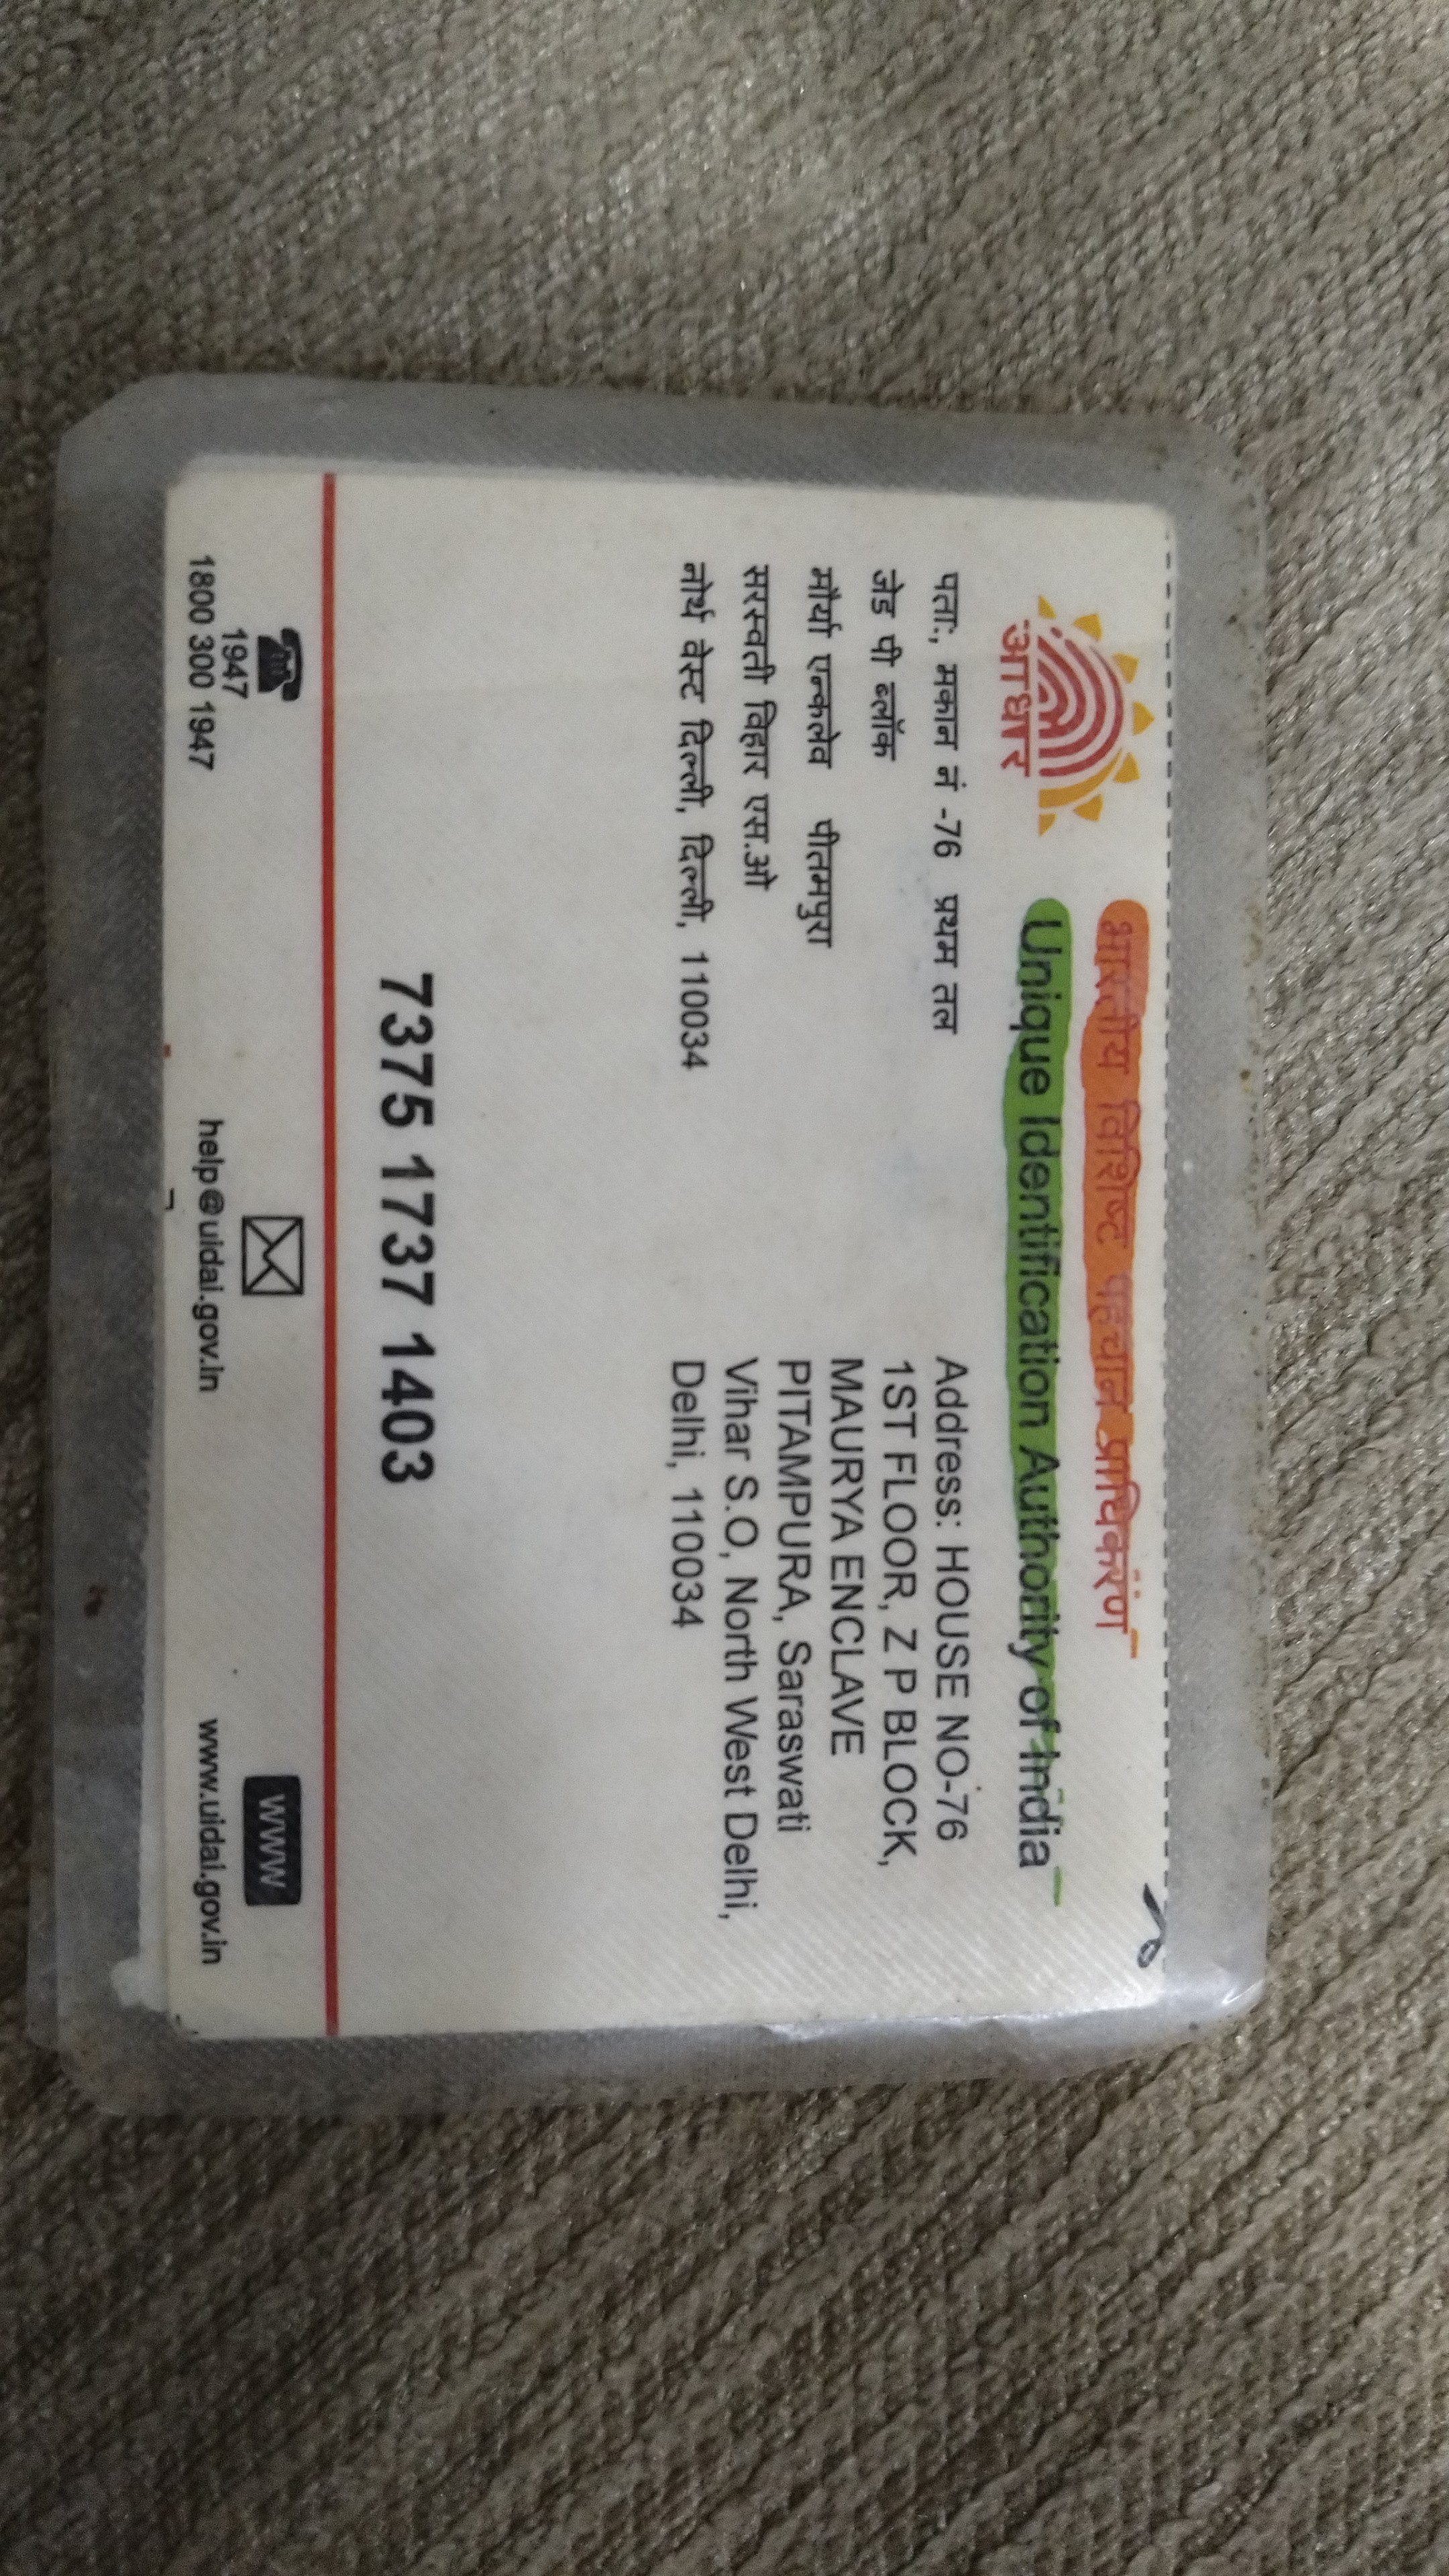 आधार
भारतीय विशिष्ट पहचान प्राधिकरण
Unique Identification Authority of India
पताः, मकान नं -76 प्रथम तल
जेड पी ब्लॉक
मौर्या एन्कलेव पीतमपुरा
सरस्वती विहार एस.ओ
नोर्थ वेस्ट दिल्ली, दिल्ली, 110034
Address: HOUSE NO-76
1ST FLOOR, Z P BLOCK,
MAURYA ENCLAVE
PITAMPURA, Saraswati
Vihar S.O, North West Delhi,
Delhi, 110034
7375 1737 1403
1947
1800 300 1947
help@uidai.gov.in
WWW
www.uidai.gov.in